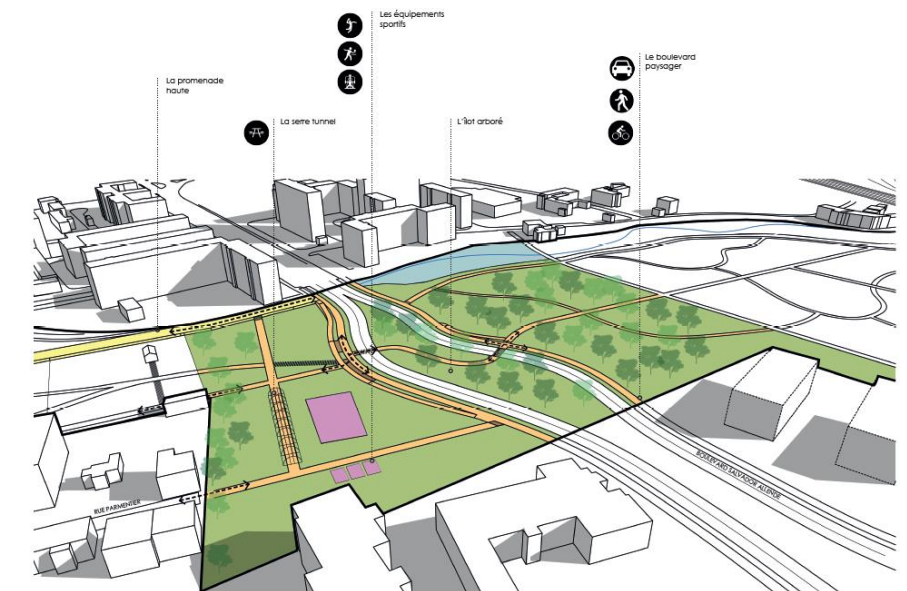 Les équipements
sportifs
Le boulevard
paysager
La promenade
haute
La serre tunnel
L'îlot arboré
BOULEVARD SALVADOR ALLENDE
RUE PARMENTIER